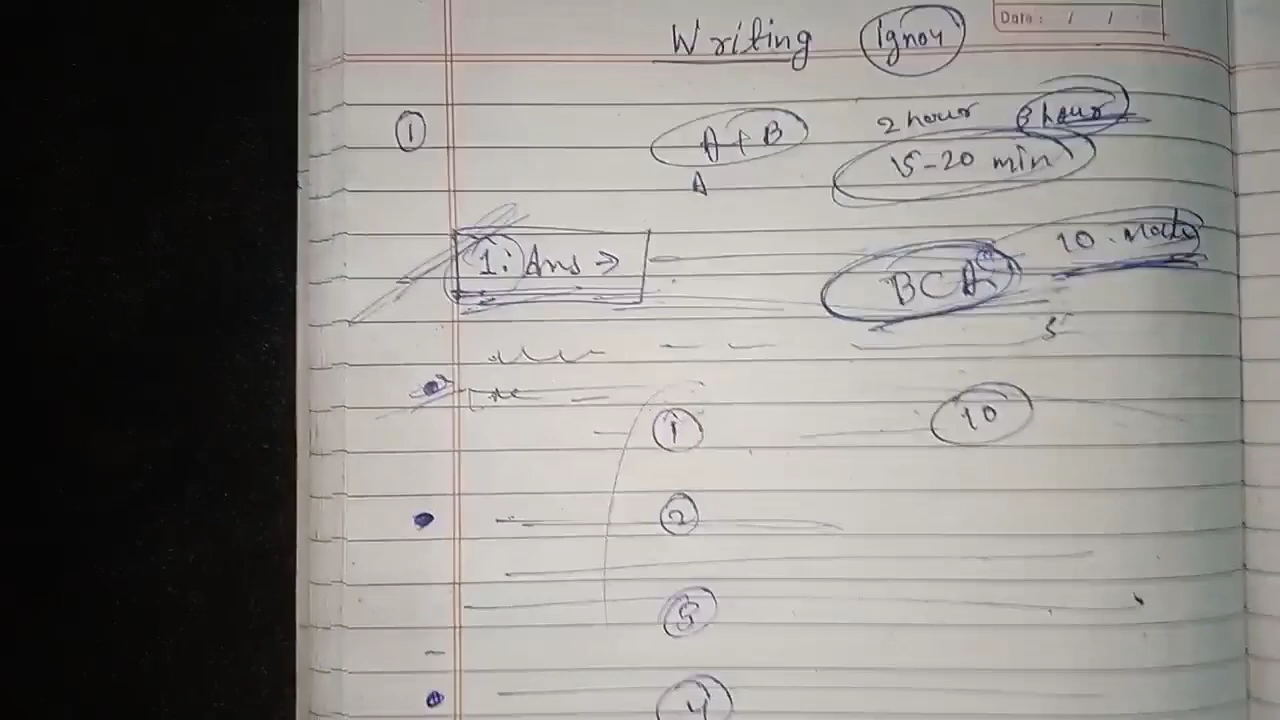 Date: / /
Writing Ignou
1 A + B 2 hour 3 hour
A 15-20 min
1: Ans → BCA 10. Marks
5
1 10
2
3
4